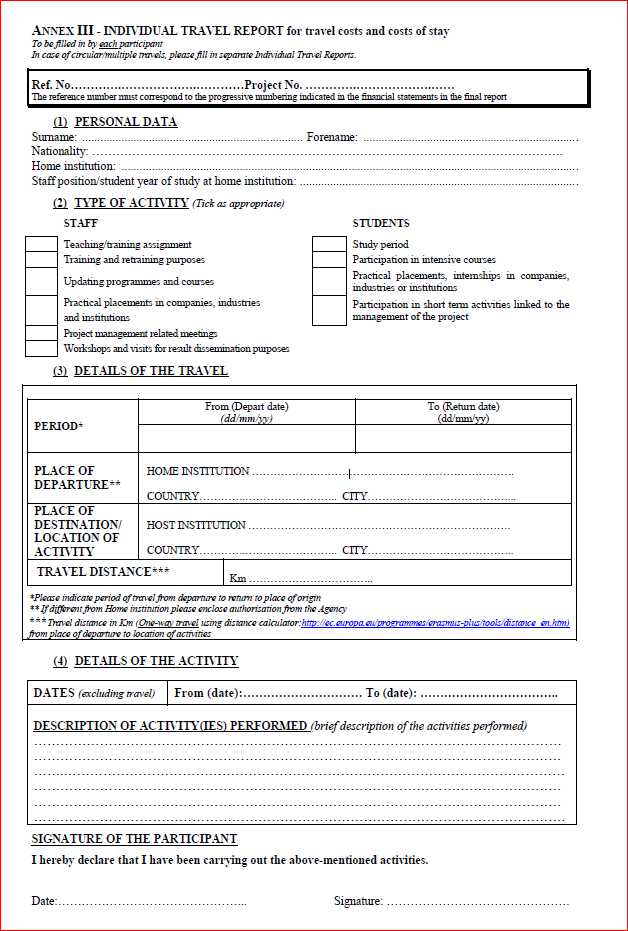 ANNEX III - INDIVIDUAL TRAVEL REPORT for travel costs and costs of stay
To be filled in by each participant
In case of circular/multiple travels, please fill in separate Individual Travel Reports.
Ref. No…………………………………Project No. ………………………………
The reference number must correspond to the progressive numbering indicated in the financial statements in the final report
(1) PERSONAL DATA
Surname: ........................................................................ Forename: ........................................................................
Nationality: ………………………………………………………………………………………
Home institution: ........................................................................................................................
Staff position/student year of study at home institution: ........................................................................
(2) TYPE OF ACTIVITY (Tick as appropriate)
STAFF
Teaching/training assignment
Training and retraining purposes
Updating programmes and courses
Practical placements in companies, industries
and institutions
Project management related meetings
Workshops and visits for result dissemination purposes
STUDENTS
Study period
Participation in intensive courses
Practical placements, internships in companies,
industries or institutions
Participation in short term activities linked to the
management of the project
(3) DETAILS OF THE TRAVEL
PERIOD*
From (Depart date)
(dd/mm/yy)
To (Return date)
(dd/mm/yy)
PLACE OF
DEPARTURE**
HOME INSTITUTION ……………………………………………………
COUNTRY…………………………….. CITY………………………………...
PLACE OF
DESTINATION/
LOCATION OF
ACTIVITY
HOST INSTITUTION ……………………………………………………
COUNTRY…………………………….. CITY………………………………..
TRAVEL DISTANCE***
Km …………………………..
*Please indicate period of travel from departure to return to place of origin
** If different from Home institution please enclose authorisation from the Agency
***Travel distance in Km (One-way travel using distance calculator:http://ec.europa.eu/programmes/erasmus-plus/tools/distance_en.htm)
from place of departure to location of activities
(4) DETAILS OF THE ACTIVITY
DATES (excluding travel)
From (date):………………………… To (date): ……………………………..
DESCRIPTION OF ACTIVITY(IES) PERFORMED (brief description of the activities performed)
……………………………………………………………………………………………
……………………………………………………………………………………………
……………………………………………………………………………………………
……………………………………………………………………………………………
……………………………………………………………………………………………
……………………………………………………………………………………………
SIGNATURE OF THE PARTICIPANT
I hereby declare that I have been carrying out the above-mentioned activities.
Date:……………………………………... Signature: ……………………………………